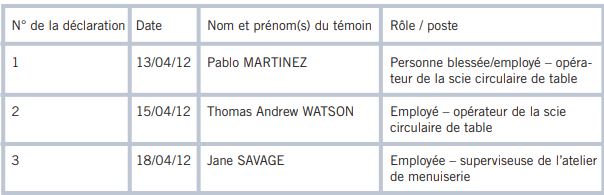 N° de la déclaration Date Nom et prénom(s) du témoin Rôle / poste
1 13/04/12 Pablo MARTINEZ Personne blessée/employé – opéra-
teur de la scie circulaire de table
2 15/04/12 Thomas Andrew WATSON Employé – opérateur de la scie
circulaire de table
3 18/04/12 Jane SAVAGE Employée – superviseuse de l’atelier
de menuiserie